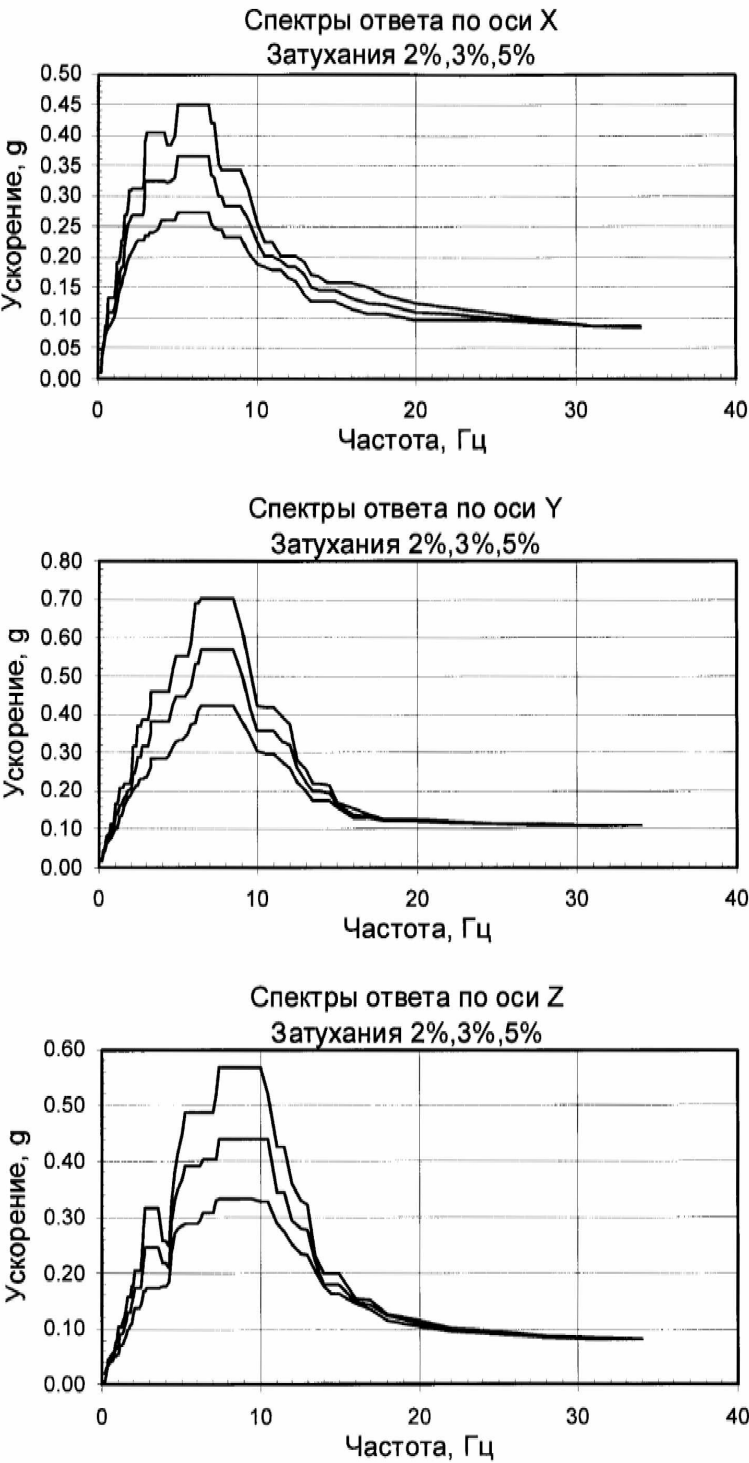 Спектры ответа по оси X
Затухания 2%,3%,5%
Ускорение, g
0.50
0.45
0.40
0.35
0.30
0.25
0.20
0.15
0.10
0.05
0.00
0 10 20 30 40
Частота, Гц
Спектры ответа по оси Y
Затухания 2%,3%,5%
Ускорение, g
0.80
0.70
0.60
0.50
0.40
0.30
0.20
0.10
0.00
0 10 20 30 40
Частота, Гц
Спектры ответа по оси Z
Затухания 2%,3%,5%
Ускорение, g
0.60
0.50
0.40
0.30
0.20
0.10
0.00
0 10 20 30 40
Частота, Гц